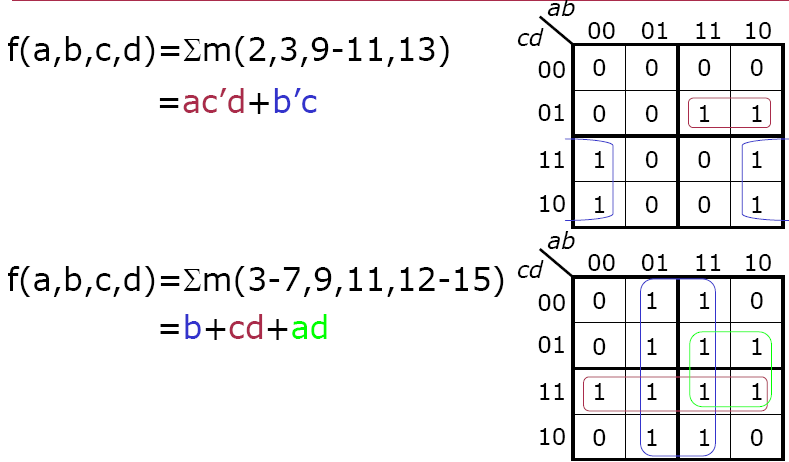 ab
cd 00 01 11 10
f(a,b,c,d)=Σm(2,3,9-11,13)
00 0 0 0 0
=ac’d+b’c
01 0 0 1 1
11 1 0 0 1
10 1 0 0 1
ab
cd 00 01 11 10
f(a,b,c,d)=Σm(3-7,9,11,12-15)
00 0 1 1 0
=b+cd+ad
01 0 1 1 1
11 1 1 1 1
10 0 1 1 0